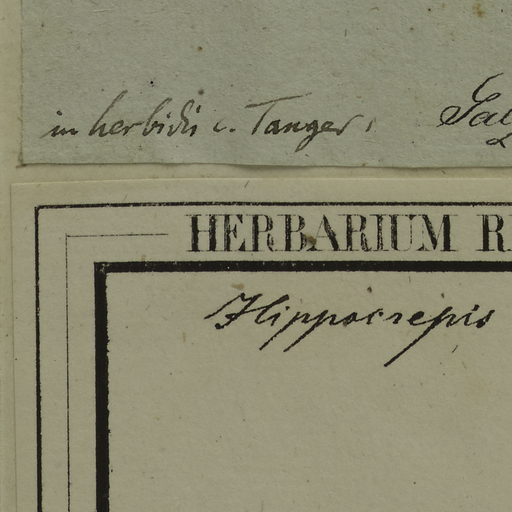 in herbidis c. Tanger
HERBARIUM
Hippocrepis